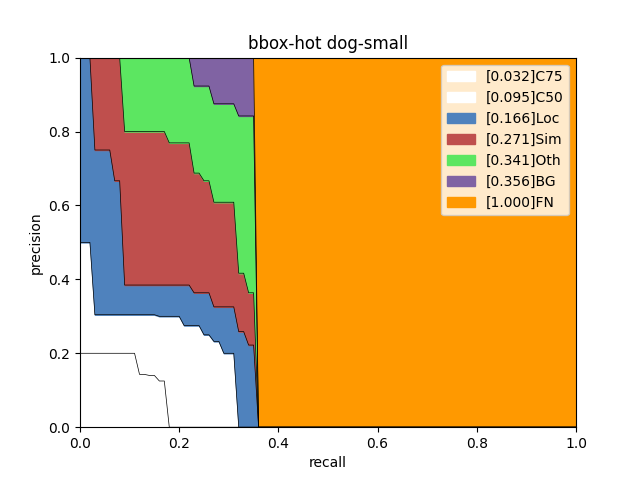 bbox-hot dog-small
1.0
0.8
0.6
0.4
0.2
0.0
precision
[0.032]C75
[0.095]C50
[0.166]Loc
[0.271]Sim
[0.341]Oth
[0.356]BG
[1.000]FN
0.0 0.2 0.4 0.6 0.8 1.0
recall